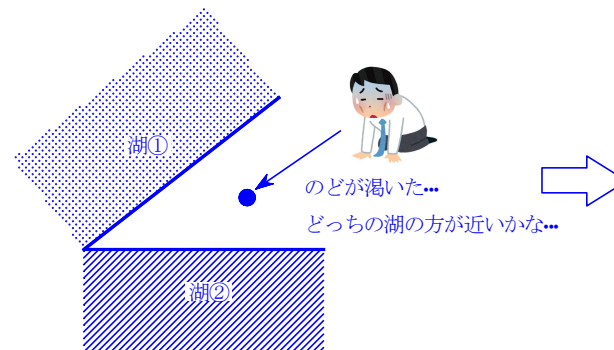 湖①
のどが渇いた…
どっちの湖の方が近いかな…
湖②